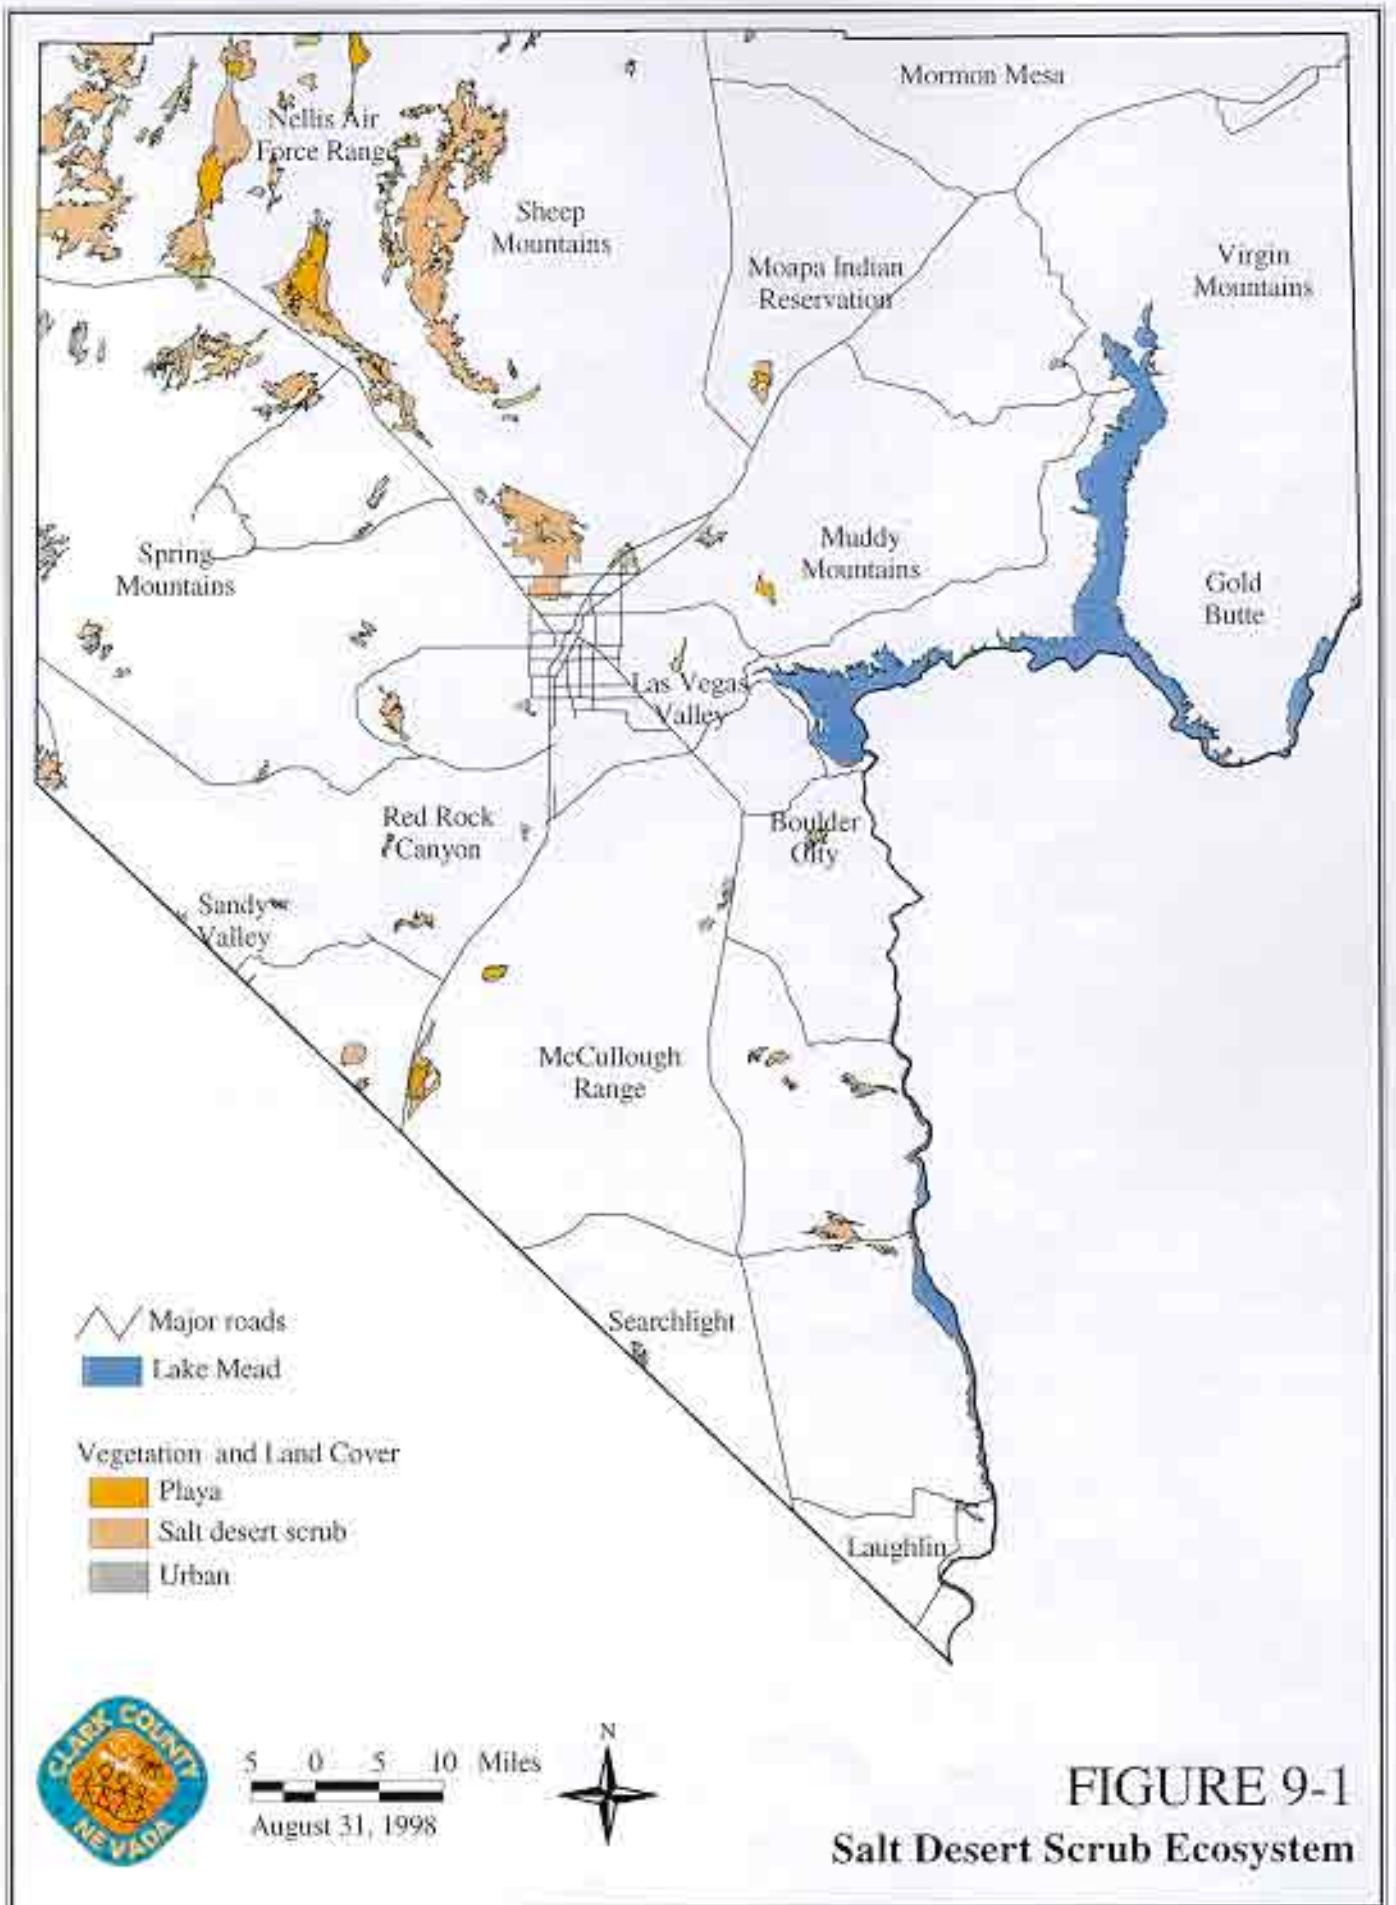 Mormon Mesa
Nellis Air
Force Range
Sheep
Mountains
Virgin
Mountains
Moapa Indian
Reservation
Muddy
Mountains
Spring
Mountains
Gold
Butte
Las Vegas
Valley
Red Rock
Canyon
Boulder
City
Sandy
Valley
McCullough
Range
Searchlight
Laughlin
Major roads
Lake Mead
Vegetation and Land Cover
Playa
Salt desert scrub
Urban
CLARK COUNTY
NEVADA
5 0 5 10 Miles
August 31, 1998
N
FIGURE 9-1
Salt Desert Scrub Ecosystem